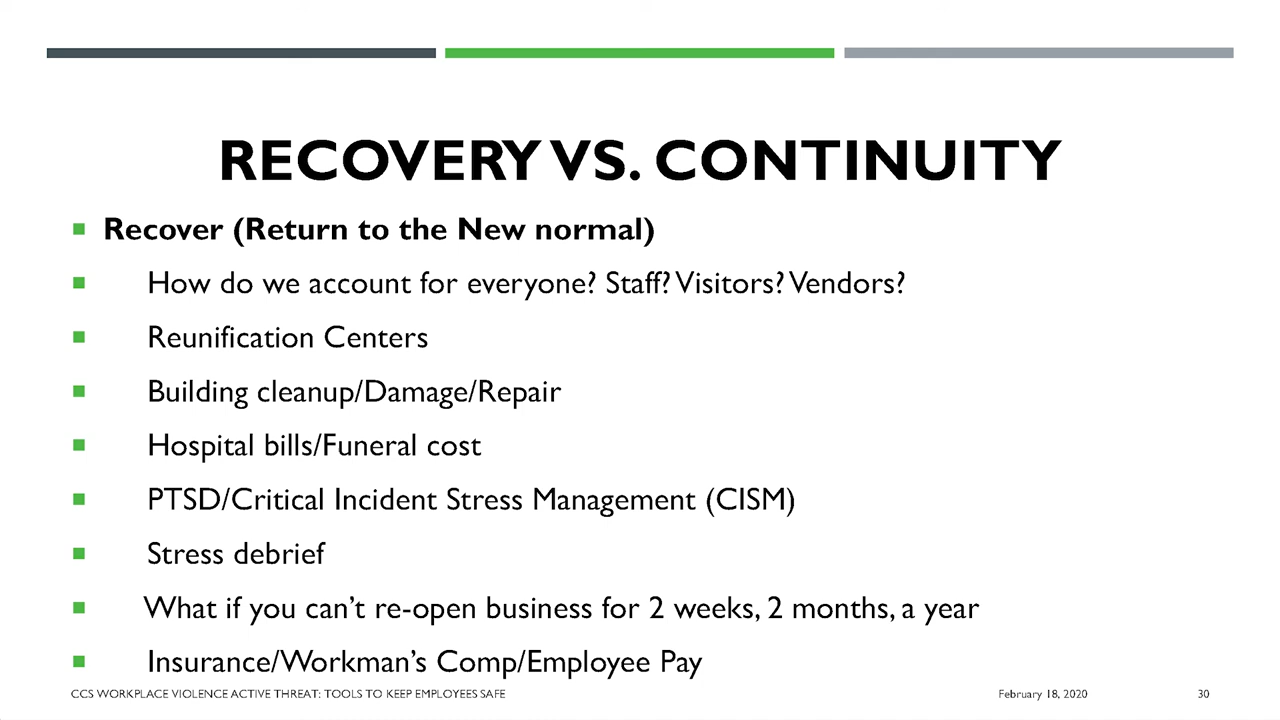 RECOVERY VS. CONTINUITY
Recover (Return to the New normal)
How do we account for everyone? Staff? Visitors? Vendors?
Reunification Centers
Building cleanup/Damage/Repair
Hospital bills/Funeral cost
PTSD/Critical Incident Stress Management (CISM)
Stress debrief
What if you can't re-open business for 2 weeks, 2 months, a year
Insurance/Workman's Comp/Employee Pay
CCS WORKPLACE VIOLENCE ACTIVE THREAT: TOOLS TO KEEP EMPLOYEES SAFE
February 18, 2020
30